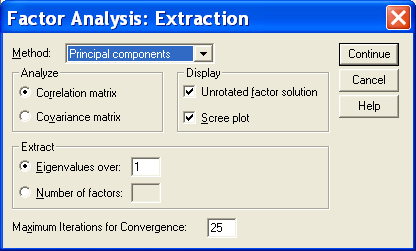 Factor Analysis: Extraction
Method: Principal components
Continue
Cancel
Help
Analyze
Correlation matrix
Covariance matrix
Display
Unrotated factor solution
Scree plot
Extract
Eigenvalues over: 1
Number of factors:
Maximum Iterations for Convergence: 25